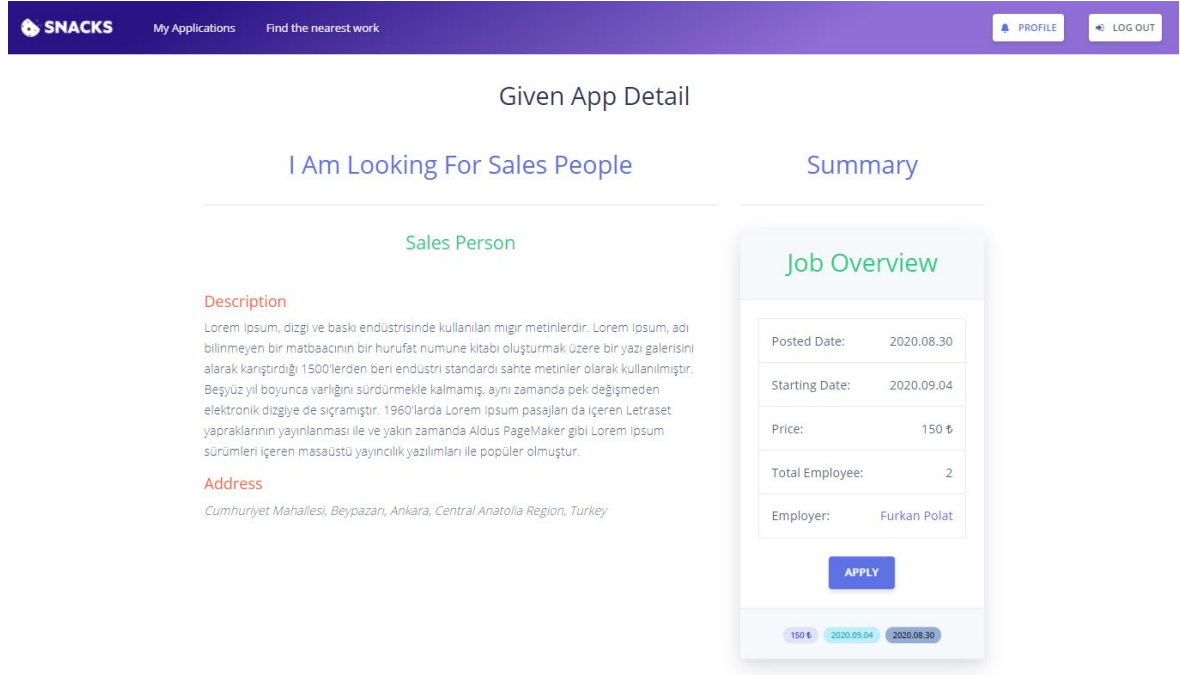 SNACKS
My Applications
Find the nearest work
PROFILE
LOG OUT
Given App Detail
I Am Looking For Sales People
Sales Person
Description
Lorem Ipsum, dizgi ve baskı endüstrisinde kullanılan mıgır metinlerdir. Lorem Ipsum, adı
bilinmeyen bir matbaacının bir hurufat numune kitabı oluşturmak üzere bir yazı galerisini
alarak karıştırdığı 1500'lerden beri endüstri standardı sahte metinler olarak kullanılmıştır.
Beşyüz yıl boyunca varlığını sürdürmekle kalmamış, aynı zamanda pek değişmeden
elektronik dizgiye de sıçramıştır. 1960'larda Lorem Ipsum pasajları da içeren Letraset
yapraklarının yayınlanması ile ve yakın zamanda Aldus PageMaker gibi Lorem Ipsum
sürümleri içeren masaüstü yayıncılık yazılımları ile popüler olmuştur.
Address
Cumhuriyet Mahallesi, Beypazarı, Ankara, Central Anatolia Region, Turkey
Summary
Job Overview
Posted Date: 2020.08.30
Starting Date: 2020.09.04
Price: 150 ₺
Total Employee: 2
Employer: Furkan Polat
APPLY
150 ₺ 2020.09.04 2020.08.30